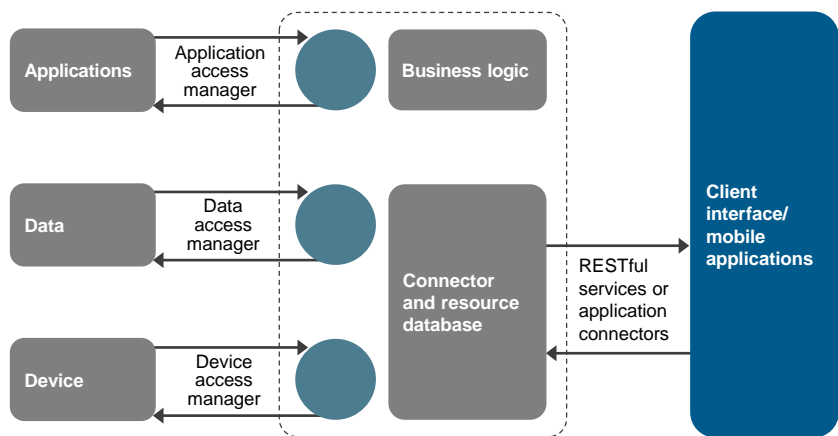 Applications
Application
access
manager
Business logic
Data
Data
access
manager
Connector
and resource
database
RESTful
services or
application
connectors
Client
interface/
mobile
applications
Device
Device
access
manager